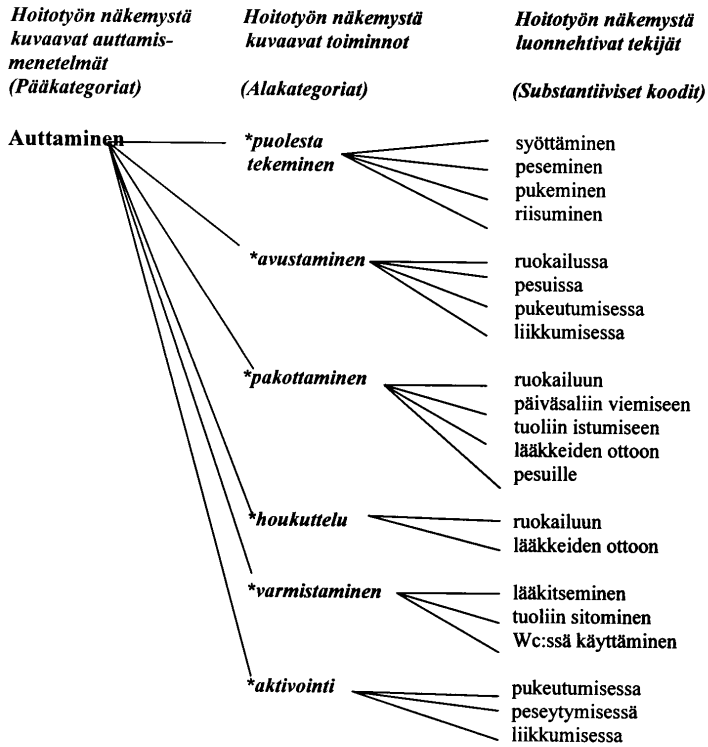 Hoitotyön näkemystä
kuvaavat auttamis-
menetelmät
(Pääkategoriat)
Hoitotyön näkemystä
kuvaavat toiminnot
(Alakategoriat)
Hoitotyön näkemystä
luonnehtivat tekijät
(Substantiiviset koodit)
Auttaminen
*puolesta
tekeminen
syöttäminen
peseminen
pukeminen
riisuminen
*avustaminen
ruokailussa
pesuissa
pukeutumisessa
liikkumisessa
*pakottaminen
ruokailuun
päiväsaliin viemiseen
tuoliin istumiseen
lääkkeiden ottoon
pesuille
*houkuttelu
ruokailuun
lääkkeiden ottoon
*varmistaminen
lääkitseminen
tuoliin sitominen
Wc:ssä käyttäminen
*aktivointi
pukeutumisessa
peseytymisessä
liikkumisessa